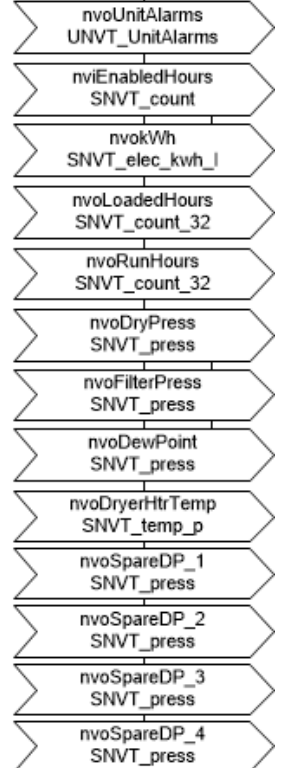 nvoUnitAlarms
UNVT_UnitAlarms
nviEnabledHours
SNVT_count
nvokWh
SNVT_elec_kwh_l
nvoLoadedHours
SNVT_count_32
nvoRunHours
SNVT_count_32
nvoDryPress
SNVT_press
nvoFilterPress
SNVT_press
nvoDewPoint
SNVT_press
nvoDryerHtrTemp
SNVT_temp_p
nvoSpareDP_1
SNVT_press
nvoSpareDP_2
SNVT_press
nvoSpareDP_3
SNVT_press
nvoSpareDP_4
SNVT_press